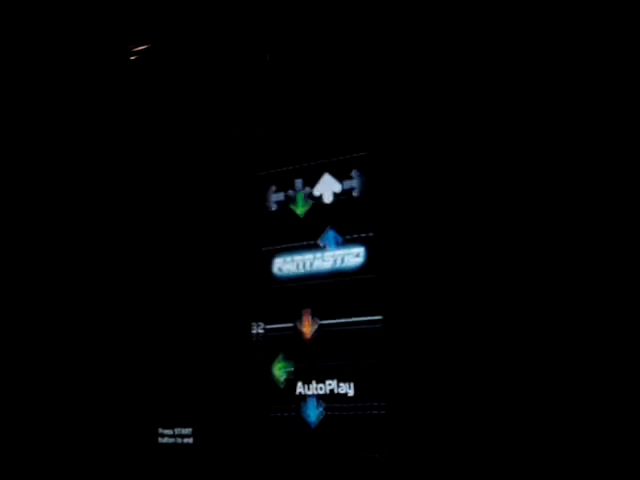 FANTASTIC!
32
AutoPlay
Press START
button to end